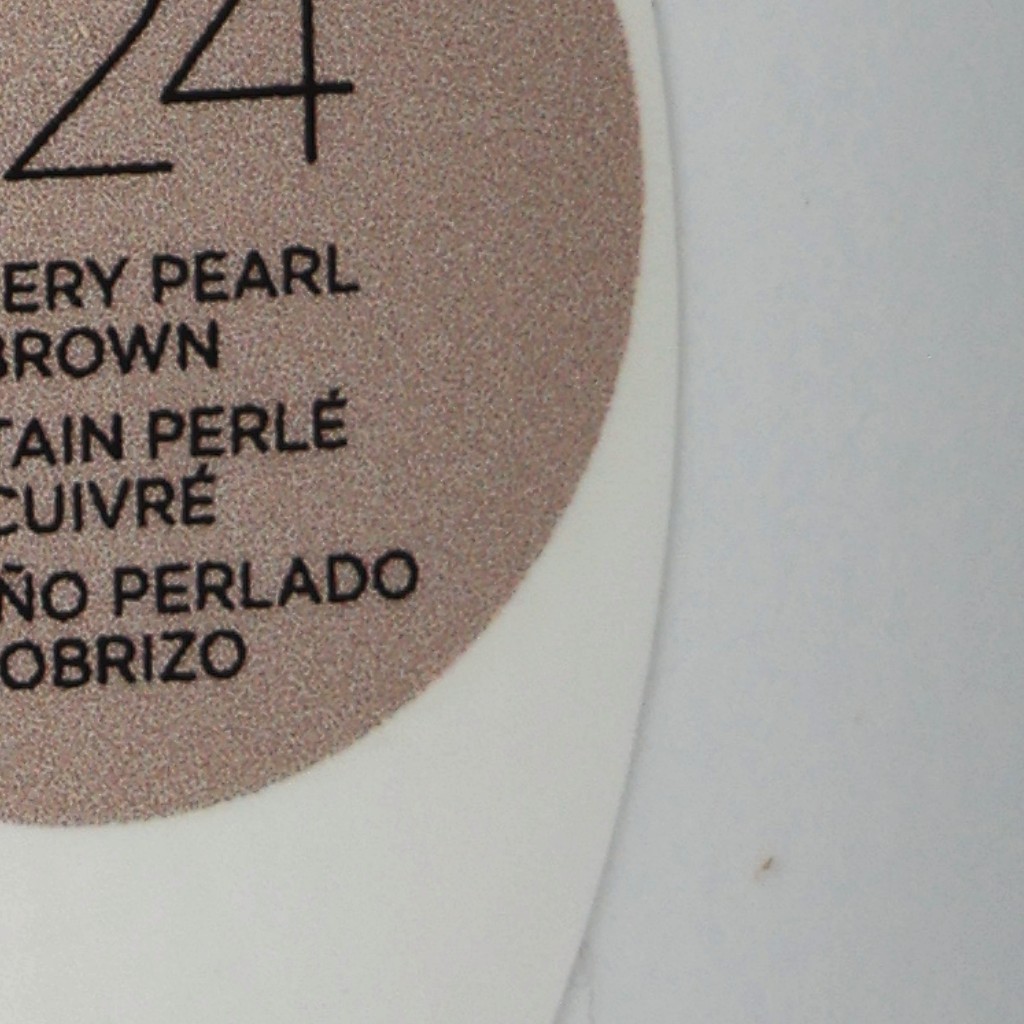 24
ERY PEARL
BROWN
TAIN PERLÉ
CUIVRÉ
ÑO PERLADO
OBRIZO